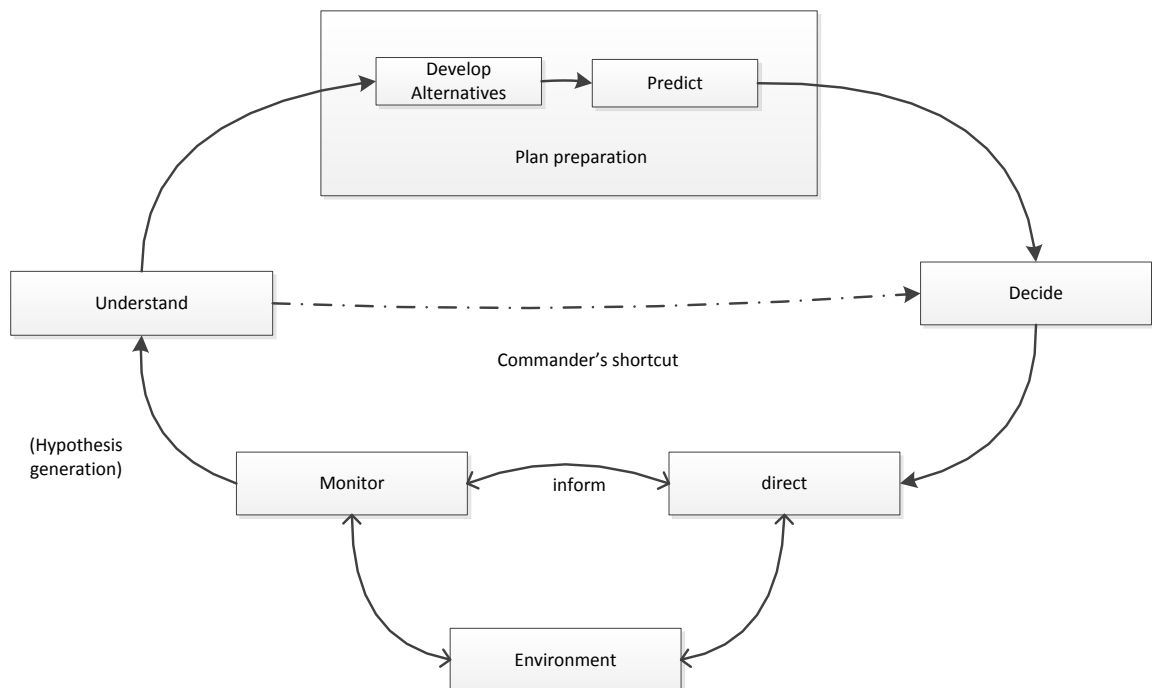 Develop
Alternatives
Predict
Plan preparation
Understand
Decide
Commander's shortcut
(Hypothesis
generation)
Monitor
inform
direct
Environment